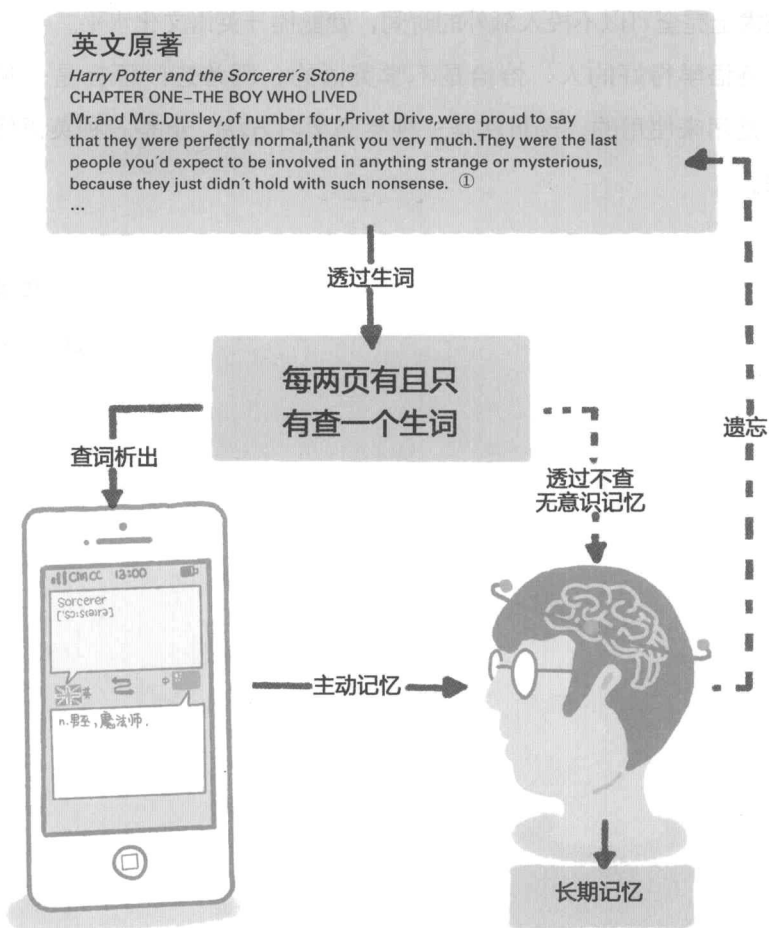 英文原著
Harry Potter and the Sorcerer's Stone
CHAPTER ONE–THE BOY WHO LIVED
Mr.and Mrs.Dursley,of number four,Privet Drive,were proud to say
that they were perfectly normal,thank you very much.They were the last
people you'd expect to be involved in anything strange or mysterious,
because they just didn't hold with such nonsense. ①
...
透过生词
每两页有且只
有查一个生词
查词析出
透过不查
无意识记忆
遗忘
CMCC 13:00
Sorcerer
英
n.男巫,魔法师.
主动记忆
长期记忆